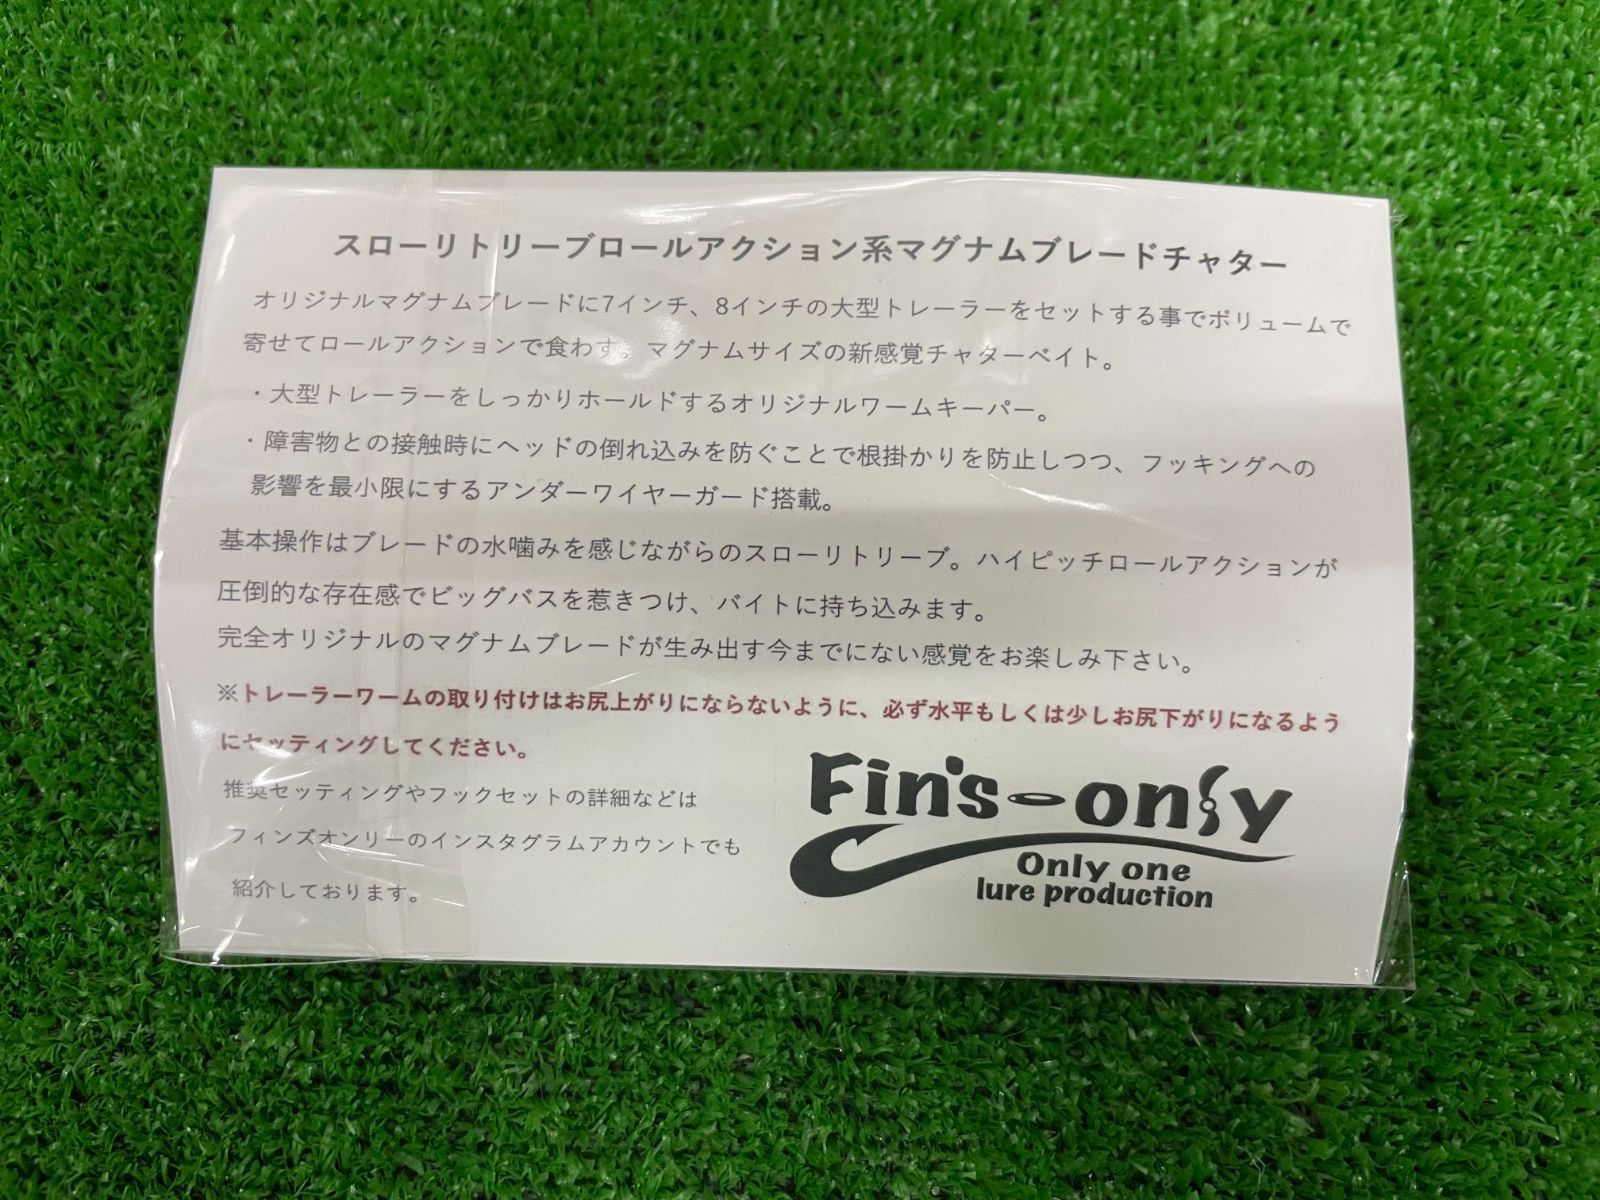 スローリトリーブロールアクション系マグナムブレードチャター
オリジナルマグナムブレードに7インチ、8インチの大型トレーラーをセットする事でボリュームで
寄せてロールアクションで食わす。マグナムサイズの新感覚チャターベイト。
・大型トレーラーをしっかりホールドするオリジナルワームキーパー。
・障害物との接触時にヘッドの倒れ込みを防ぐことで根掛かりを防止しつつ、フッキングへの
影響を最小限にするアンダーワイヤーガード搭載。
基本操作はブレードの水噛みを感じながらのスローリトリーブ。ハイピッチロールアクションが
圧倒的な存在感でビッグバスを惹きつけ、バイトに持ち込みます。
完全オリジナルのマグナムブレードが生み出す今までにない感覚をお楽しみ下さい。
※トレーラーワームの取り付けはお尻上がりにならないように、必ず水平もしくは少しお尻下がりになるよう
にセッティングしてください。
推奨セッティングやフックセットの詳細などは
フィンズオンリーのインスタグラムアカウントでも
紹介しております。
Fin's-only
Only one
lure production